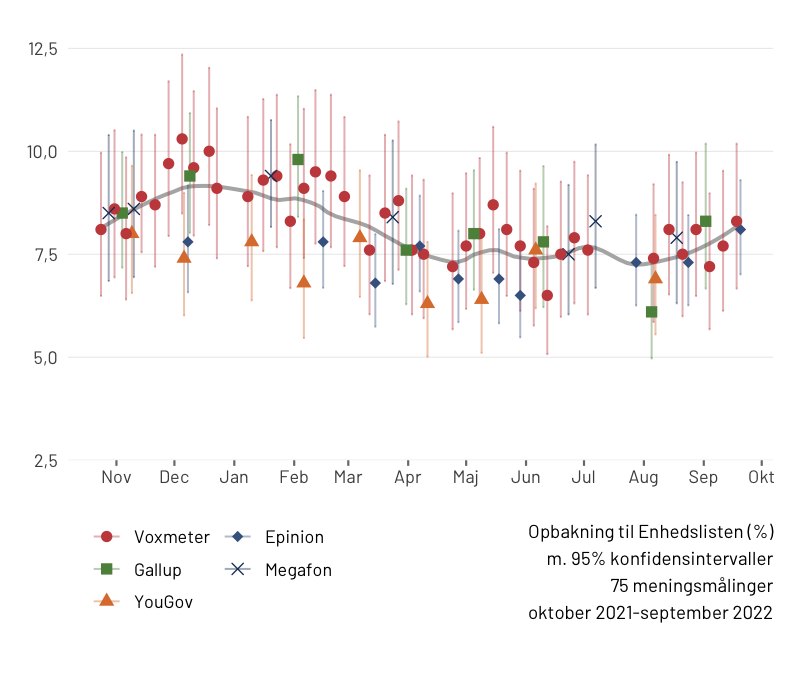 12,5
10,0
7,5
5,0
2,5
Nov Dec Jan Feb Mar Apr Maj Jun Jul Aug Sep Okt
Voxmeter Epinion
Gallup Megafon
YouGov
Opbakning til Enhedslisten (%)
m. 95% konfidensintervaller
75 meningsmålinger
oktober 2021-september 2022